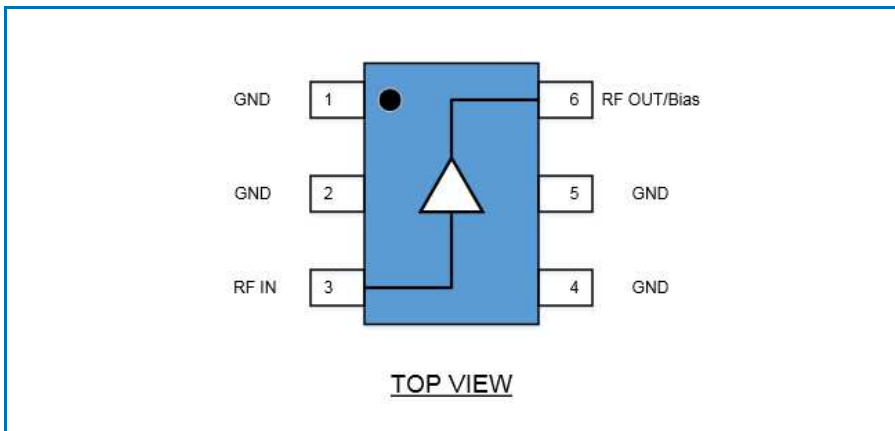 GND 1 6 RF OUT/Bias
GND 2 5 GND
RF IN 3 4 GND
TOP VIEW